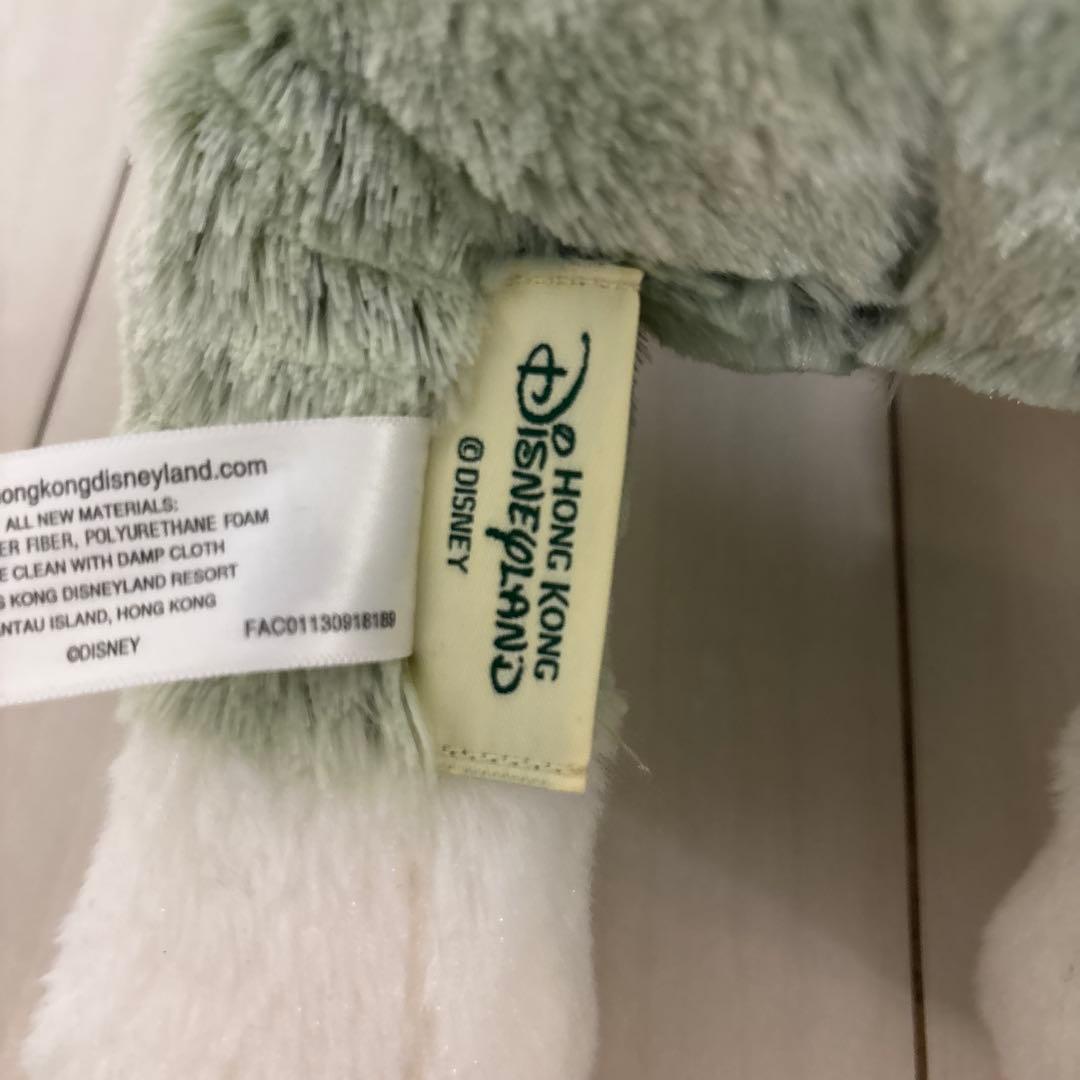 ongkongdisneyland.com
ALL NEW MATERIALS:
ER FIBER, POLYURETHANE FOAM
E CLEAN WITH DAMP CLOTH
KONG DISNEYLAND RESORT
NTAU ISLAND, HONG KONG
FAC01130918189
©DISNEY
HONG KONG
DISNEYLAND
©DISNEY